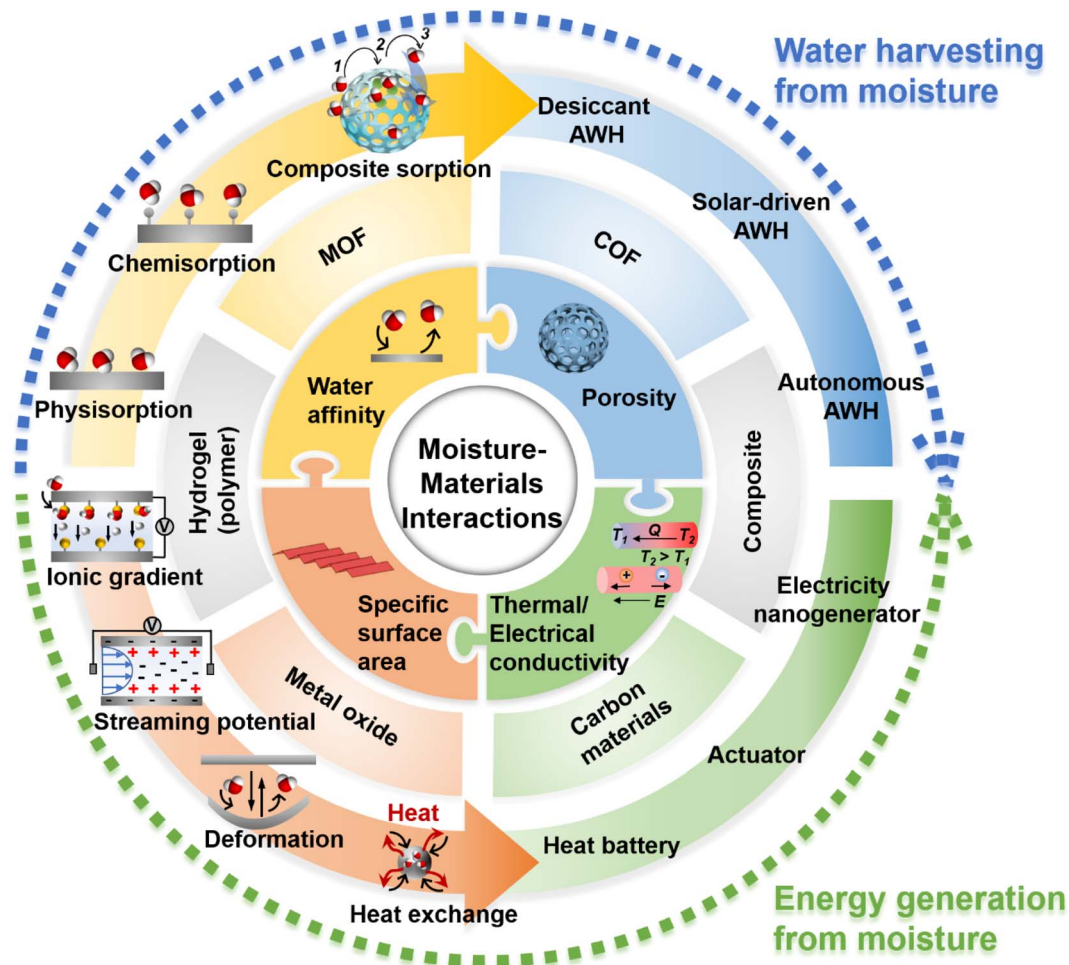 Water harvesting
from moisture
1
2
3
Composite sorption
Desiccant
AWH
Solar-driven
AWH
Autonomous
AWH
Chemisorption
Physisorption
MOF
COF
Water
affinity
Porosity
Moisture-
Materials
Interactions
Hydrogel
(polymer)
Composite
V
Ionic gradient
Specific
surface
area
T1 Q T2
T2 > T1
+ -
E
Thermal/
Electrical
conductivity
Electricity
nanogenerator
V
- - - - - -
+ + + +
- - - -
- - -
+ + + +
- - - - - -
Streaming potential
Metal oxide
Carbon
materials
Actuator
Deformation
Heat
Heat exchange
Heat battery
Energy generation
from moisture